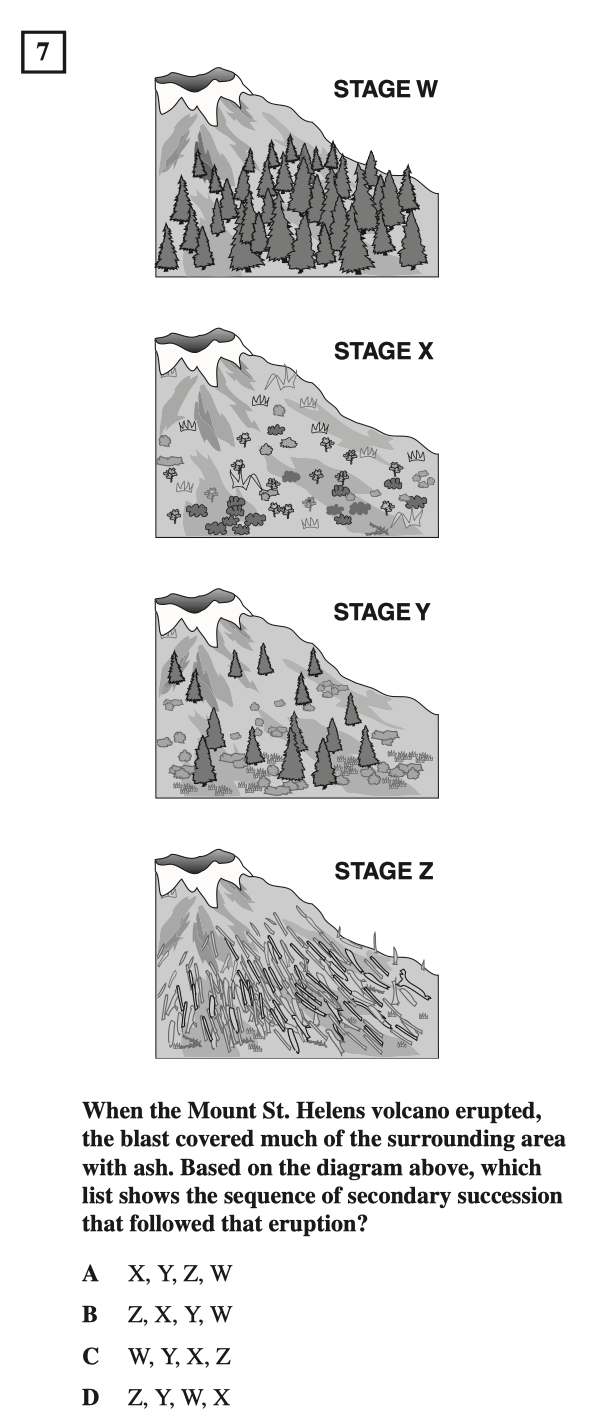 7
STAGE W
STAGE X
STAGE Y
STAGE Z
When the Mount St. Helens volcano erupted,
the blast covered much of the surrounding area
with ash. Based on the diagram above, which
list shows the sequence of secondary succession
that followed that eruption?
A X, Y, Z, W
B Z, X, Y, W
C W, Y, X, Z
D Z, Y, W, X